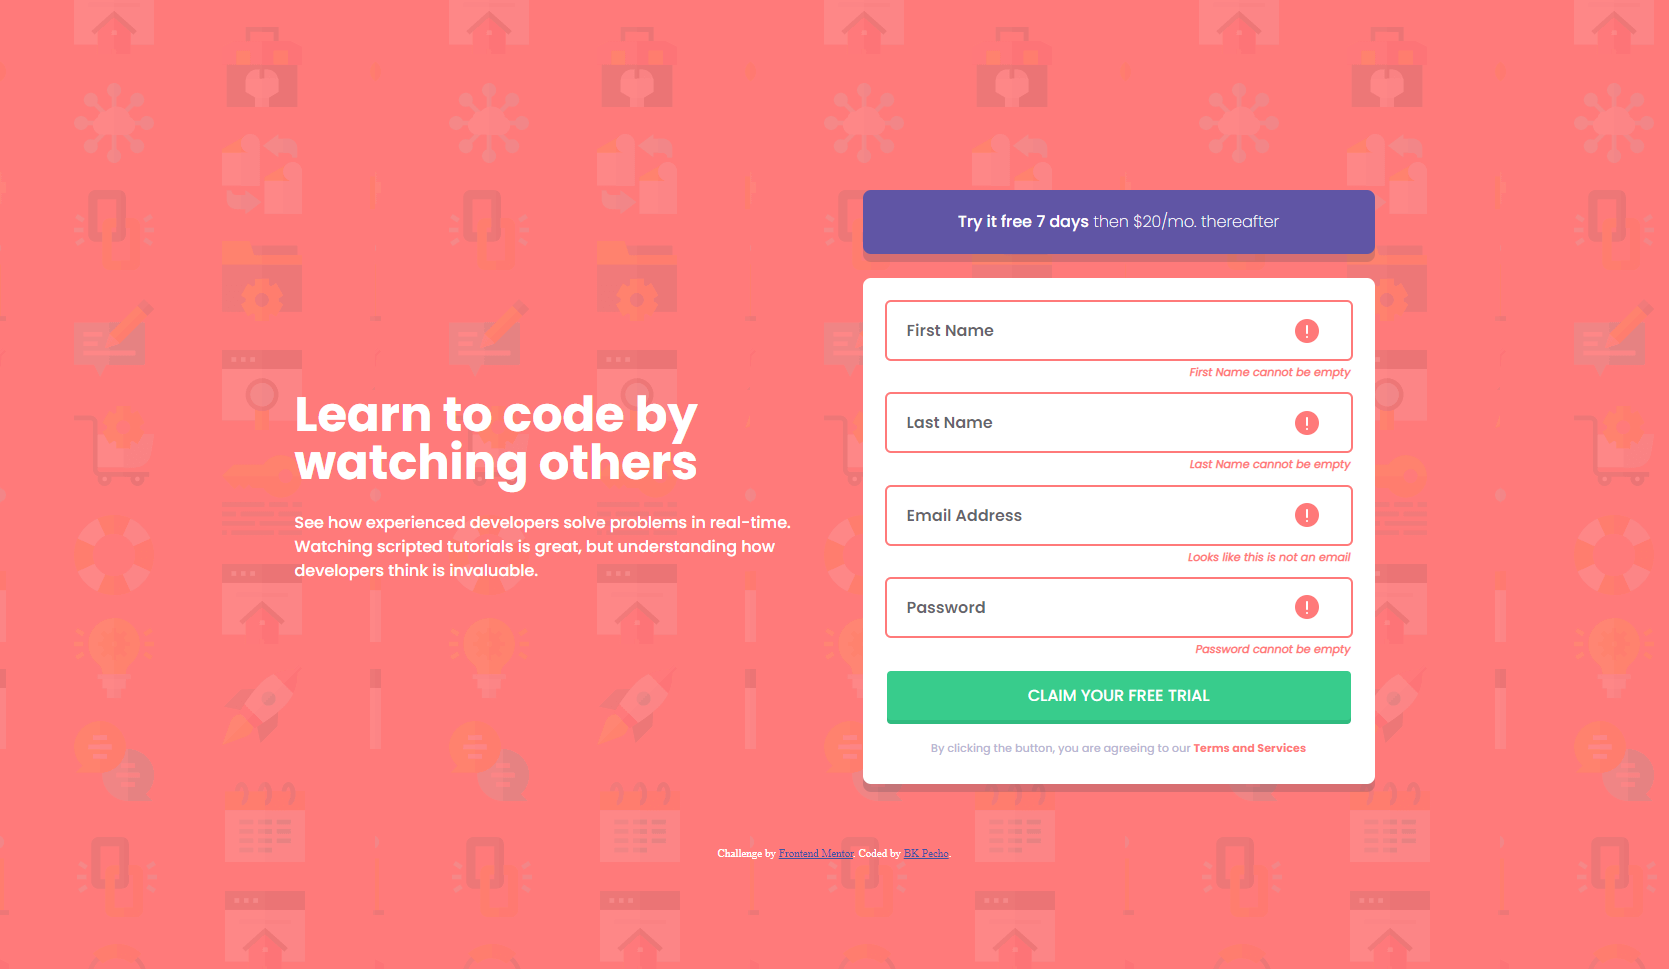 Learn to code by
watching others
See how experienced developers solve problems in real-time.
Watching scripted tutorials is great, but understanding how
developers think is invaluable.
Try it free 7 days then $20/mo. thereafter
First Name
First Name cannot be empty
Last Name
Last Name cannot be empty
Email Address
Looks like this is not an email
Password
Password cannot be empty
CLAIM YOUR FREE TRIAL
By clicking the button, you are agreeing to our Terms and Services
Challenge by Frontend Mentor. Coded by BK Pecho.